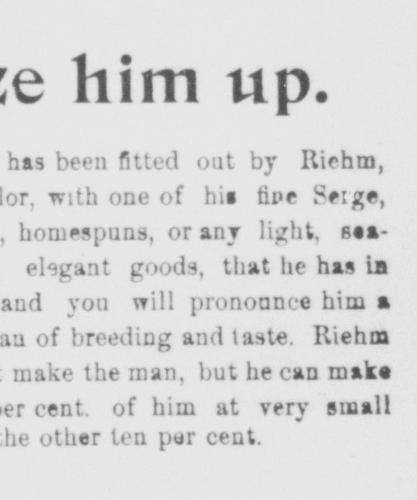 ze him up.
has been fitted out by Riehm,
lor, with one of his fine Serge,
, homespuns, or any light, sea-
elegant goods, that he has in
and you will pronounce him a
an of breeding and taste. Riehm
t make the man, but he can make
per cent. of him at very small
the other ten per cent.